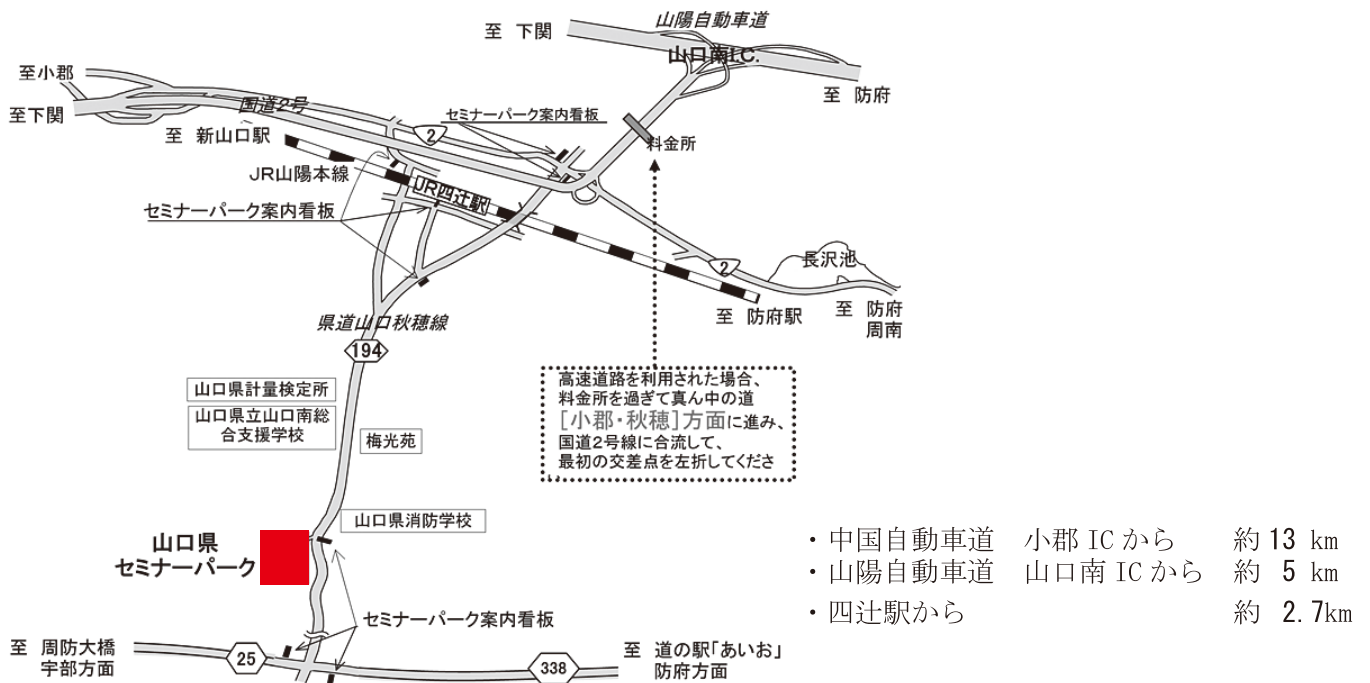 山陽自動車道
至 下関
山口南I.C.
至小郡
至 防府
至下関
国道2号
セミナーパーク案内看板
至 新山口駅
2
料金所
JR山陽本線
JR四辻駅
セミナーパーク案内看板
長沢池
2
至 防府駅
至 防府
周南
県道山口秋穂線
194
高速道路を利用された場合、
料金所を過ぎて真ん中の道
[小郡・秋穂]方面に進み、
国道2号線に合流して、
最初の交差点を左折してくださ
山口県計量検定所
山口県立山口南総
合支援学校
梅光苑
山口県消防学校
山口県
セミナーパーク
・中国自動車道 小郡ICから 約13 km
・山陽自動車道 山口南ICから 約 5 km
・四辻駅から 約 2.7km
セミナーパーク案内看板
至 周防大橋
宇部方面
25
338
至 道の駅「あいお」
防府方面